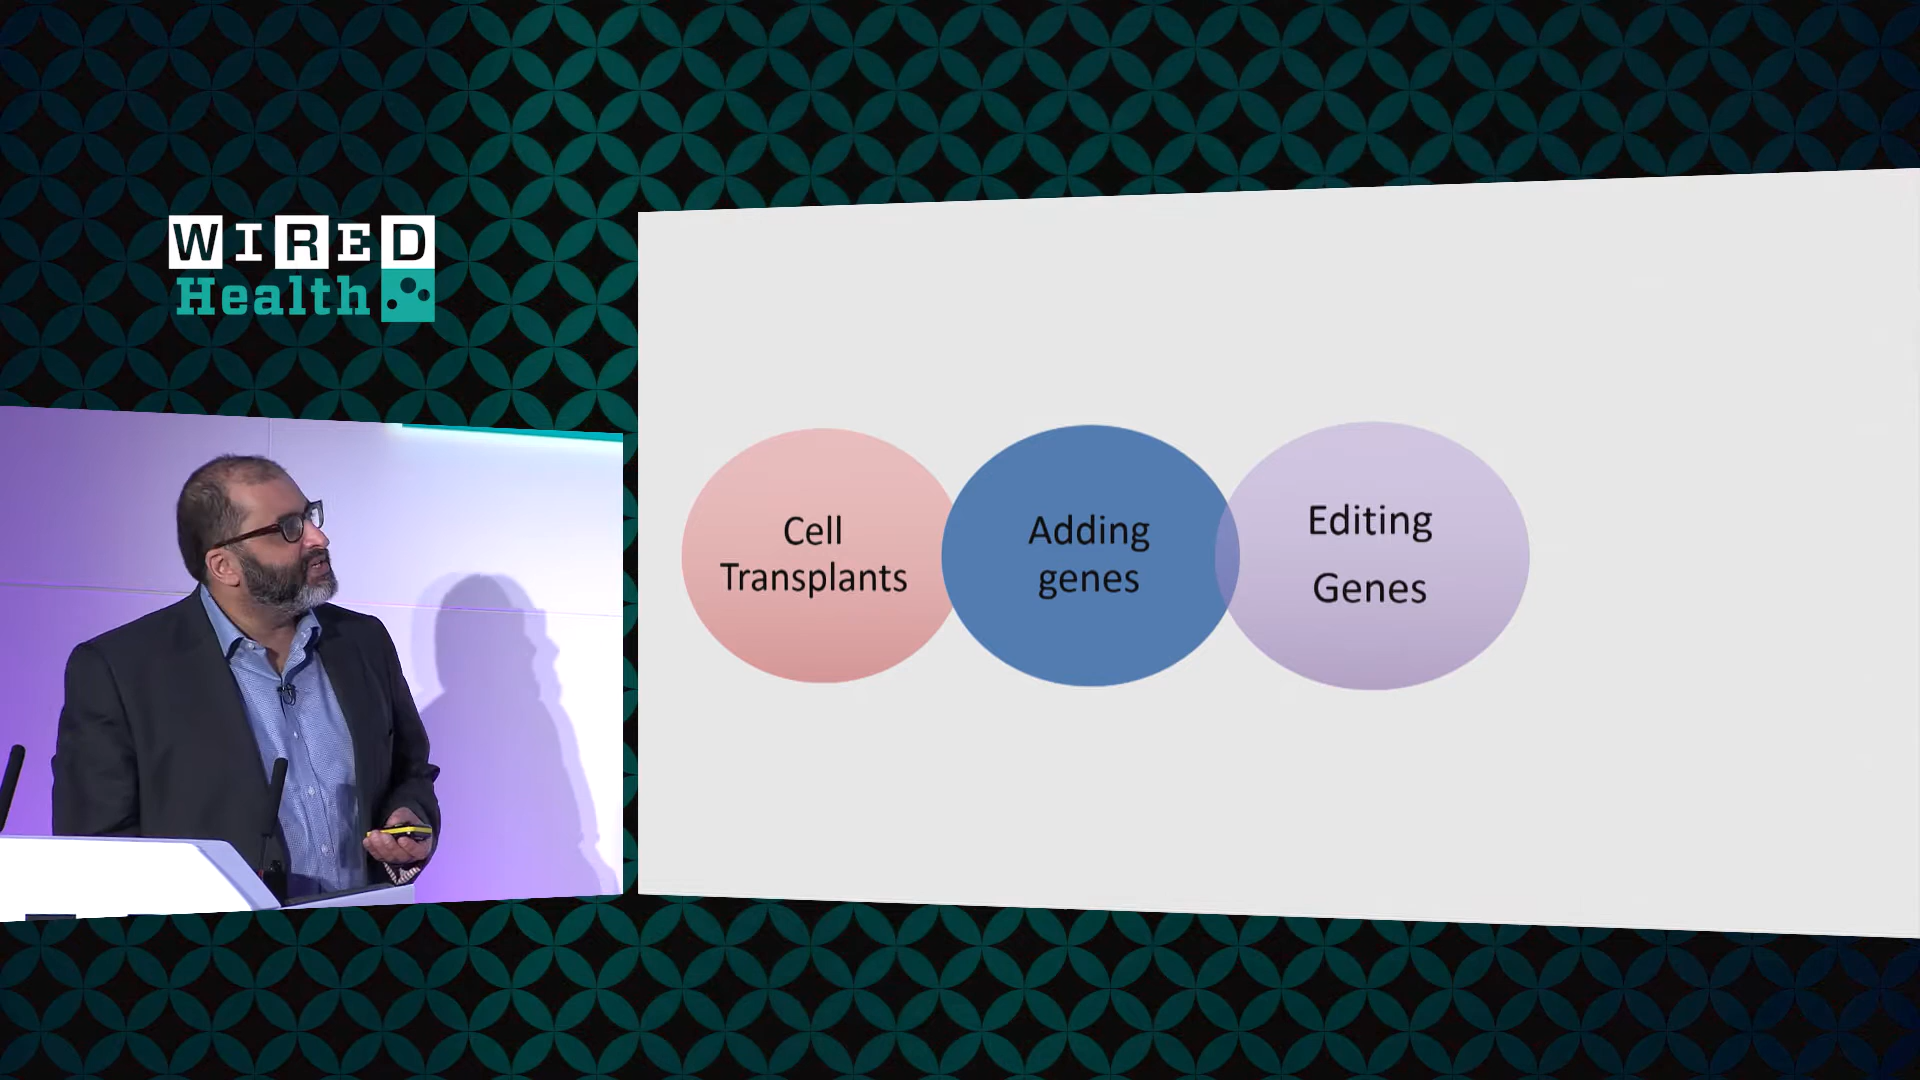 WIRED
Health
Cell
Transplants
Adding
genes
Editing
Genes